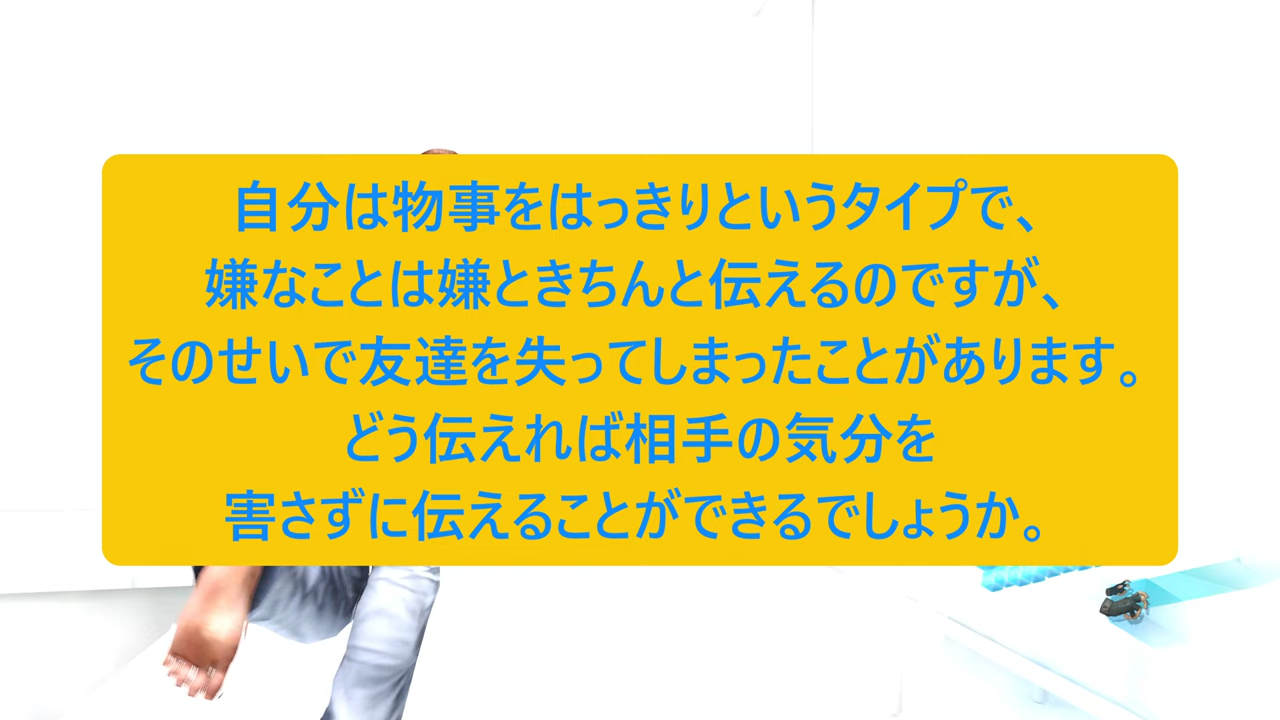 自分は物事をはっきりというタイプで、
嫌なことは嫌ときちんと伝えるのですが、
そのせいで友達を失ってしまったことがあります。
どう伝えれば相手の気分を
害さずに伝えることができるでしょうか。